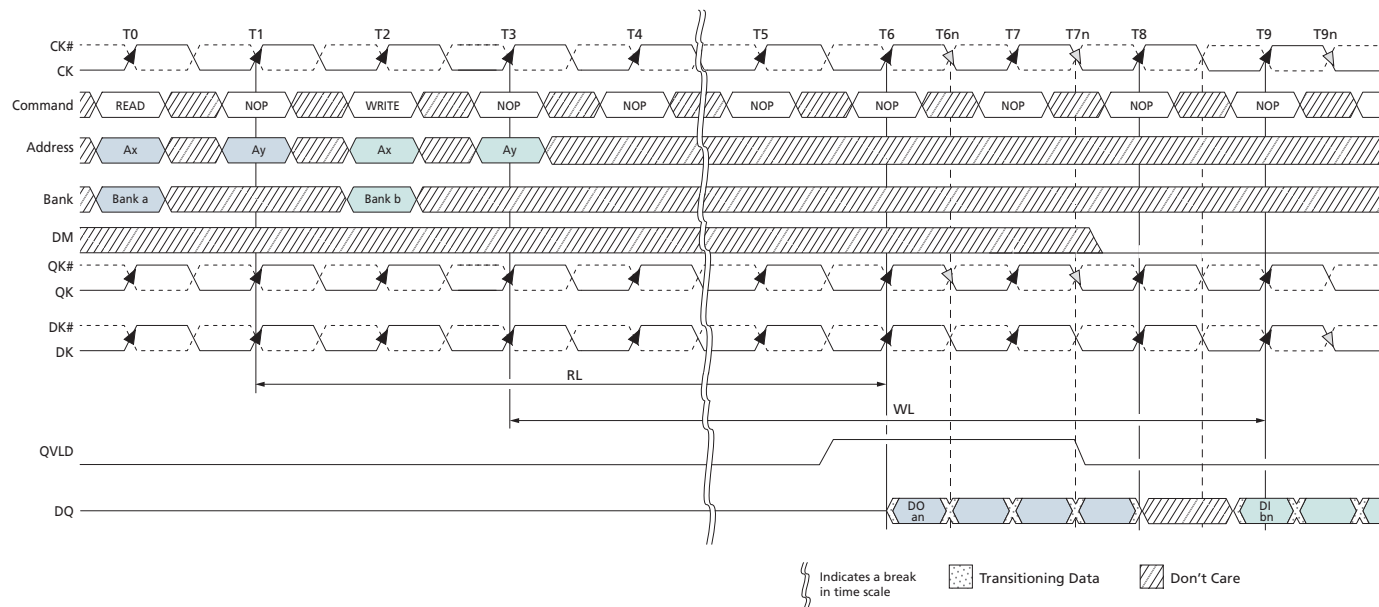 T0 T1 T2 T3 T4 T5 T6 T6n T7 T7n T8 T9 T9n
CK#
CK
Command READ NOP WRITE NOP NOP NOP NOP NOP NOP NOP
Address Ax Ay Ax Ay
Bank Bank a Bank b
DM
QK#
QK
DK#
DK
RL
WL
QVLD
DQ DO an DI bn
Indicates a break in time scale
Transitioning Data
Don't Care